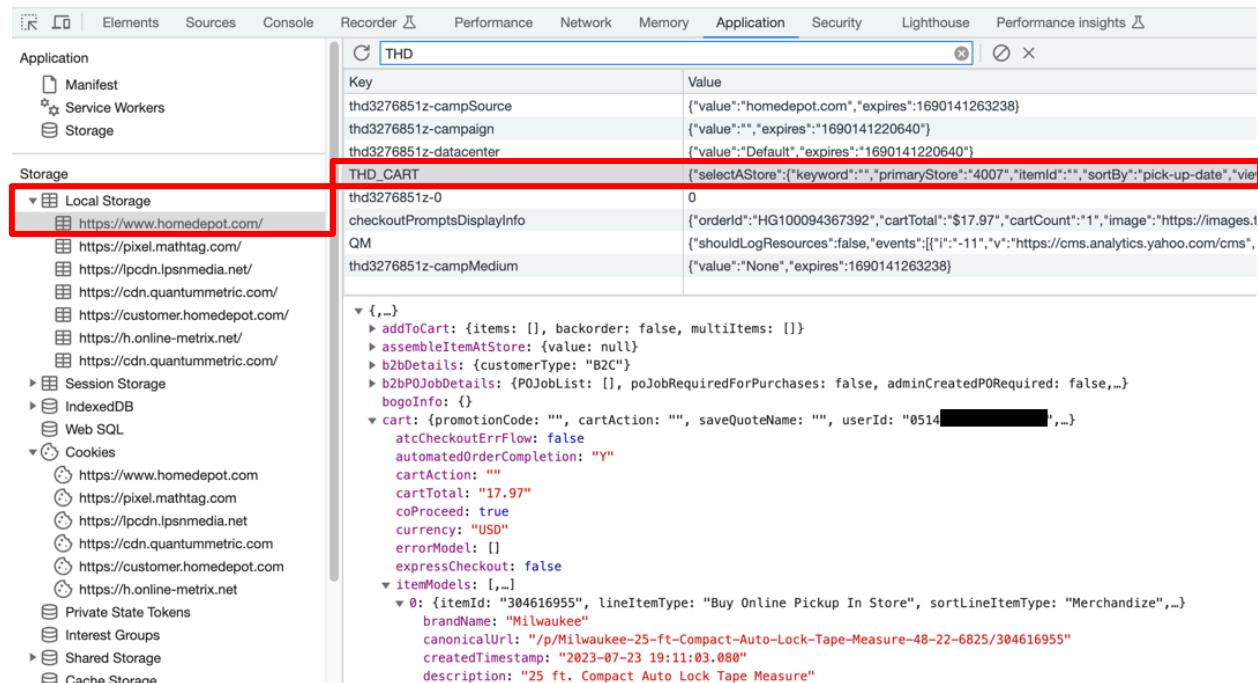 Elements Sources Console Recorder Performance Network Memory Application Security Lighthouse Performance insights
Application
Manifest
Service Workers
Storage
Storage
Local Storage
https://www.homedepot.com/
https://pixel.mathtag.com/
https://lpcdn.lpsnmedia.net/
https://cdn.quantummetric.com/
https://customer.homedepot.com/
https://h.online-metrix.net/
https://cdn.quantummetric.com/
Session Storage
IndexedDB
Web SQL
Cookies
https://www.homedepot.com
https://pixel.mathtag.com
https://lpcdn.lpsnmedia.net
https://cdn.quantummetric.com
https://customer.homedepot.com
https://h.online-metrix.net
Private State Tokens
Interest Groups
Shared Storage
Cache Storage
THD
Key Value
thd3276851z-campSource {"value":"homedepot.com","expires":1690141263238}
thd3276851z-campaign {"value":"","expires":"1690141220640"}
thd3276851z-datacenter {"value":"Default","expires":"1690141220640"}
THD_CART {"selectAStore":{"keyword":"","primaryStore":"4007","itemId":"","sortBy":"pick-up-date","vie
thd3276851z-0 0
checkoutPromptsDisplayInfo {"orderId":"HG100094367392","cartTotal":"$17.97","cartCount":"1","image":"https://images.t
QM {"shouldLogResources":false,"events":[{"i":"-11","v":"https://cms.analytics.yahoo.com/cms",
thd3276851z-campMedium {"value":"None","expires":1690141263238}
{,…}
addToCart: {items: [], backorder: false, multiItems: []}
assembleItemAtStore: {value: null}
b2bDetails: {customerType: "B2C"}
b2bPOJobDetails: {POJobList: [], poJobRequiredForPurchases: false, adminCreatedPORequired: false,…}
bogoInfo: {}
cart: {promotionCode: "", cartAction: "", saveQuoteName: "", userId: "0514 ",…}
atcCheckoutErrFlow: false
automatedOrderCompletion: "Y"
cartAction: ""
cartTotal: "17.97"
coProceed: true
currency: "USD"
errorModel: []
expressCheckout: false
itemModels: [,…]
0: {itemId: "304616955", lineItemType: "Buy Online Pickup In Store", sortLineItemType: "Merchandize",…}
brandName: "Milwaukee"
canonicalUrl: "/p/Milwaukee-25-ft-Compact-Auto-Lock-Tape-Measure-48-22-6825/304616955"
createdTimestamp: "2023-07-23 19:11:03.080"
description: "25 ft. Compact Auto Lock Tape Measure"